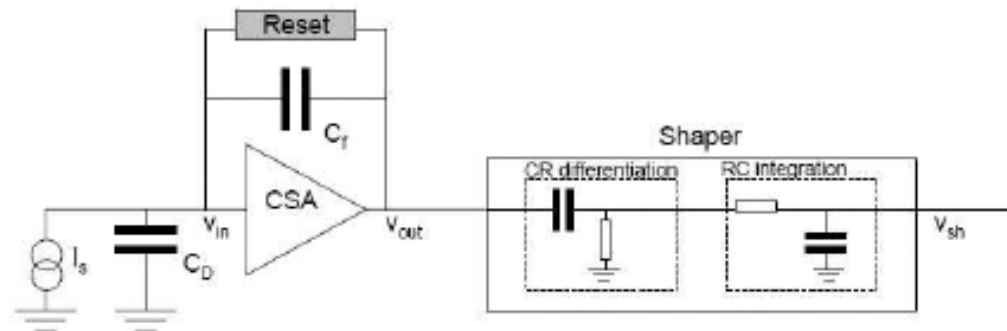 Reset
Cf
Shaper
CR differentiation
RC integration
CSA
vin
vout
vsh
Is
CD